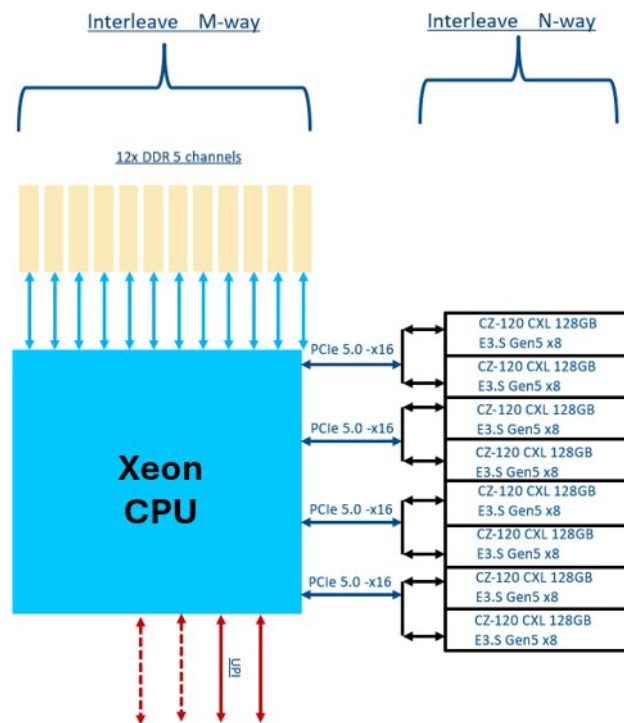 Interleave M-way
Interleave N-way
12x DDR 5 channels
PCIe 5.0 -x16
PCIe 5.0 -x16
PCIe 5.0 -x16
PCIe 5.0 -x16
CZ-120 CXL 128GB
E3.S Gen5 x8
CZ-120 CXL 128GB
E3.S Gen5 x8
CZ-120 CXL 128GB
E3.S Gen5 x8
CZ-120 CXL 128GB
E3.S Gen5 x8
CZ-120 CXL 128GB
E3.S Gen5 x8
CZ-120 CXL 128GB
E3.S Gen5 x8
CZ-120 CXL 128GB
E3.S Gen5 x8
CZ-120 CXL 128GB
E3.S Gen5 x8
Xeon
CPU
UPI